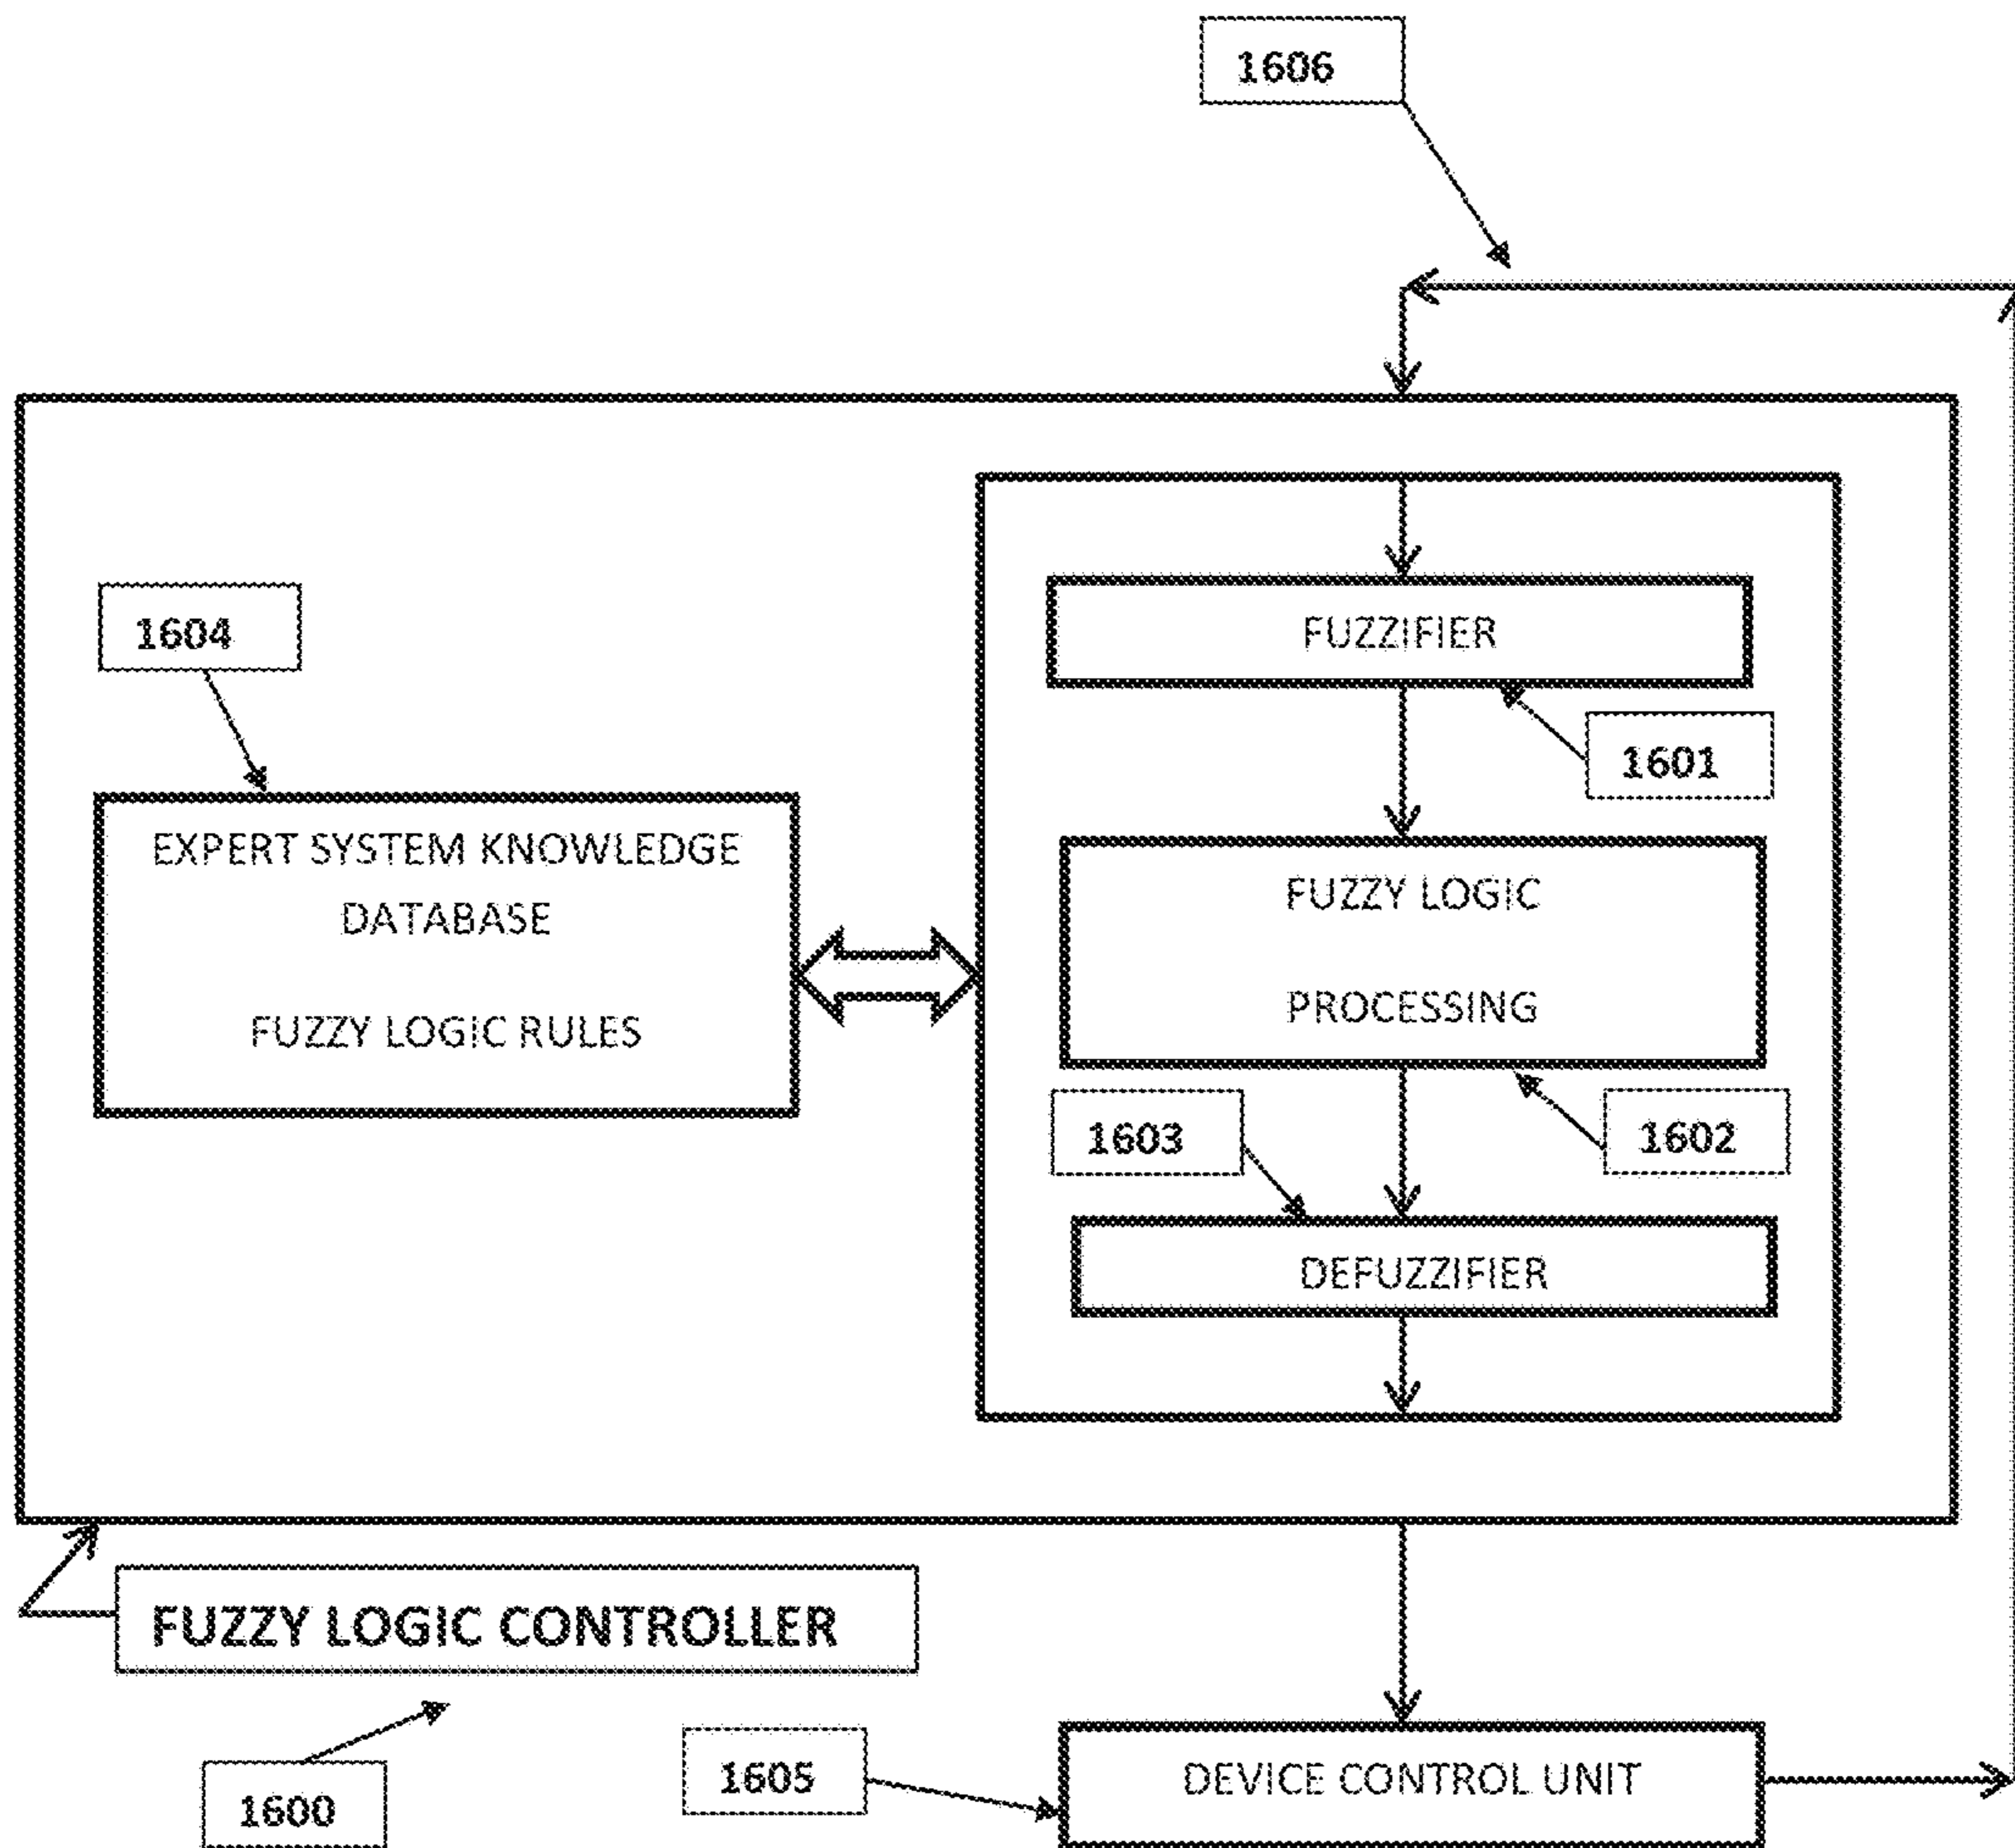 1606
1604
FUZZIFIER
1601
EXPERT SYSTEM KNOWLEDGE
DATABASE
FUZZY LOGIC RULES
FUZZY LOGIC
PROCESSING
1603
1602
DEFUZZIFIER
FUZZY LOGIC CONTROLLER
1600
1605
DEVICE CONTROL UNIT